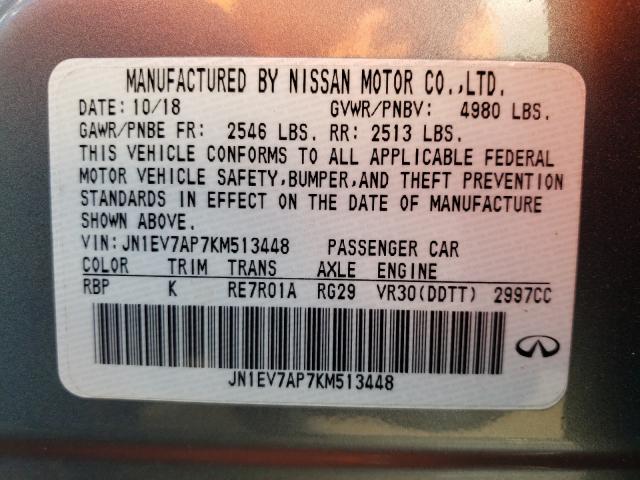 MANUFACTURED BY NISSAN MOTOR CO.,LTD.
DATE: 10/18 GVWR/PNBV: 4980 LBS.
GAWR/PNBE FR: 2546 LBS. RR: 2513 LBS.
THIS VEHICLE CONFORMS TO ALL APPLICABLE FEDERAL
MOTOR VEHICLE SAFETY,BUMPER,AND THEFT PREVENTION
STANDARDS IN EFFECT ON THE DATE OF MANUFACTURE
SHOWN ABOVE.
VIN:JN1EV7AP7KM513448 PASSENGER CAR
COLOR TRIM TRANS AXLE ENGINE
RBP K RE7R01A RG29 VR30(DDTT) 2997CC
JN1EV7AP7KM513448